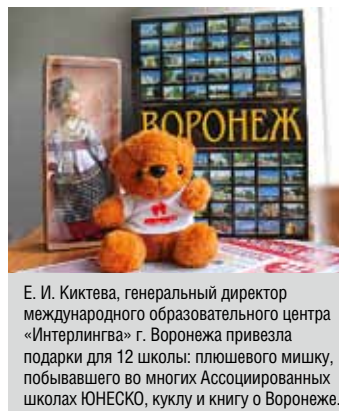 ВОРОНЕЖ
Е. И. Киктева, генеральный директор
международного образовательного центра
«Интерлингва» г. Воронежа привезла
подарки для 12 школы: плюшевого мишку,
побывавшего во многих Ассоциированных
школах ЮНЕСКО, куклу и книгу о Воронеже.